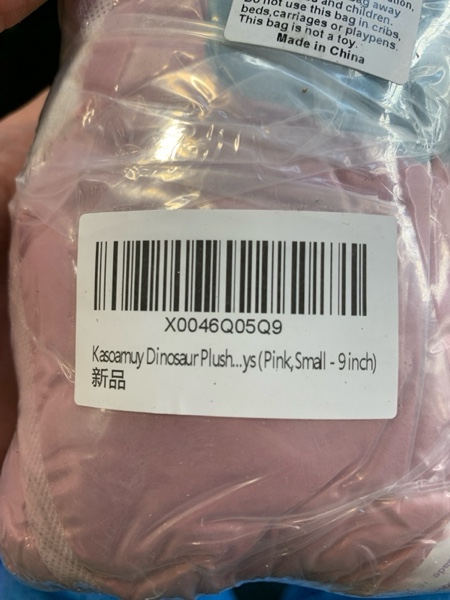 and children.
Do not use this bag in cribs,
beds,carriages or playpens.
This bag is not a toy.
Made in China
X0046Q05Q9
Kasoamuy Dinosaur Plush...ys (Pink,Small - 9 inch)
新品